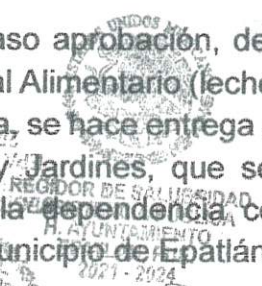 aso aprobación, de
al Alimentario (leche
a, se hace entrega
y Jardines, que se
REGIDOR DE SALUBRIDAD
la dependencia co
H. AYUNTAMIENTO
unicipio de Epatlán
2021 - 2024